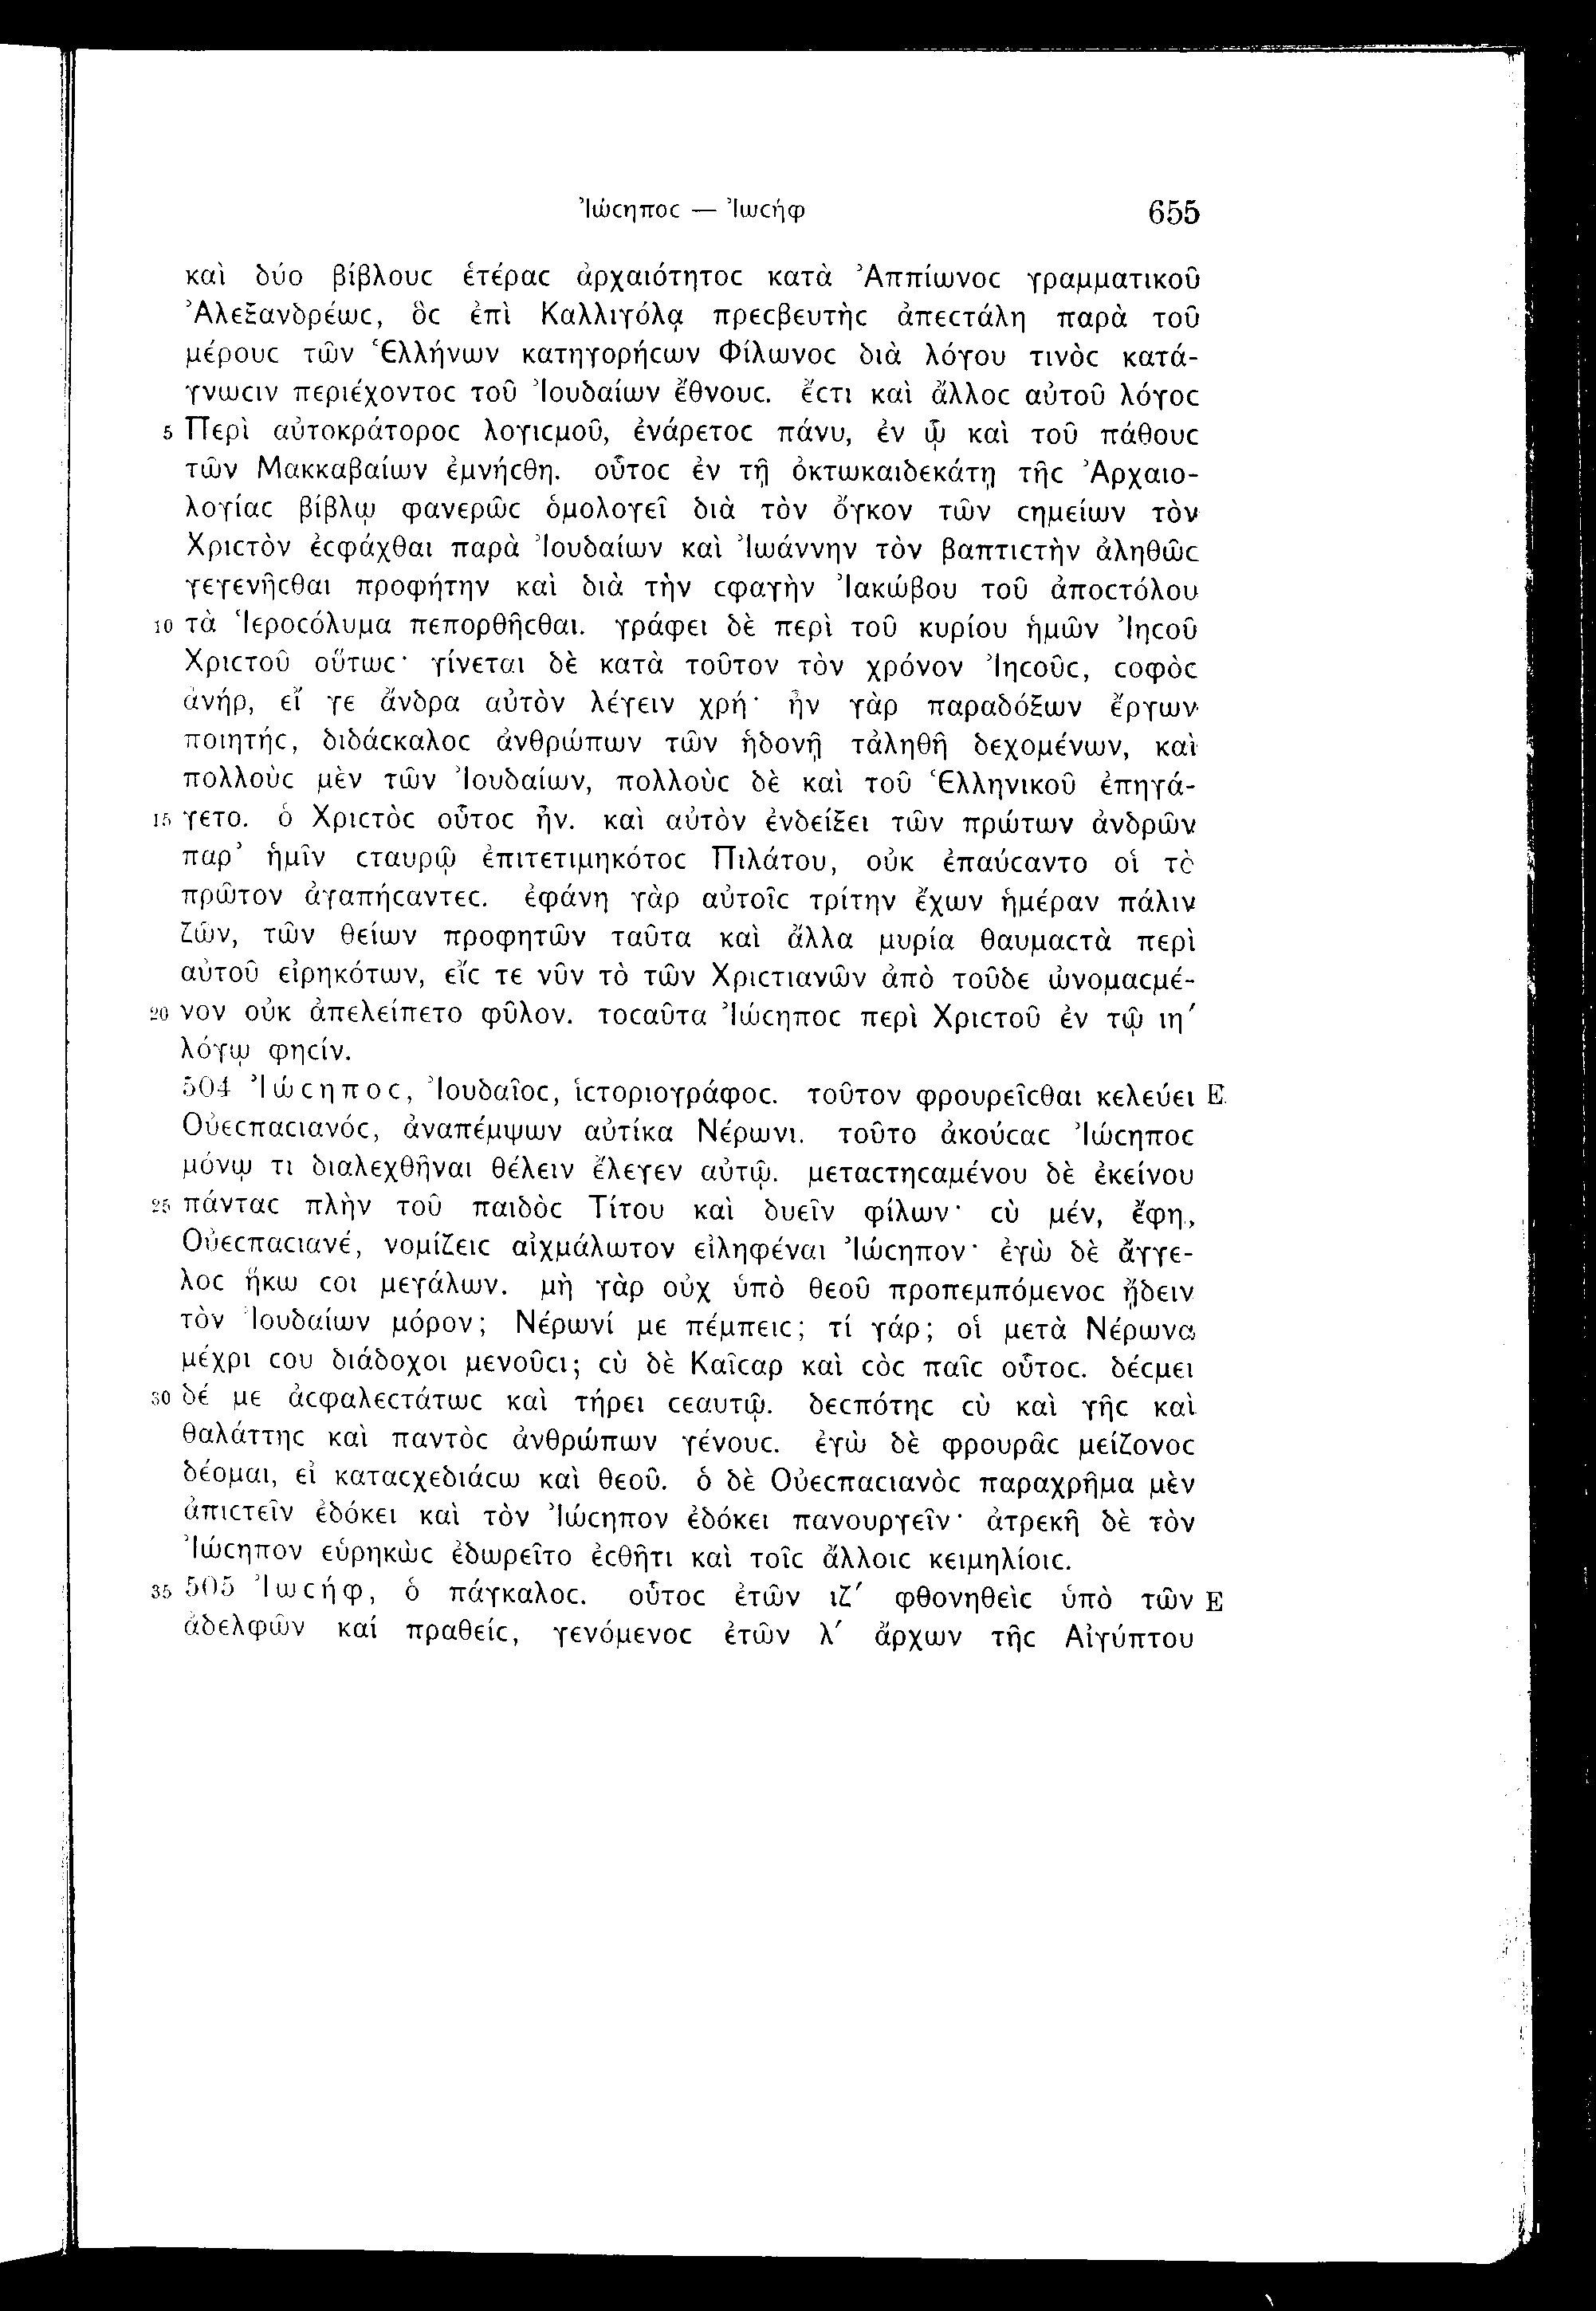 Ἰώϲηποϲ — Ἰωϲήφ 655
καὶ δύο βίβλουϲ ἑτέραϲ ἀρχαιότητοϲ κατὰ Ἀππίωνοϲ γραμματικοῦ
Ἀλεξανδρέωϲ, ὃϲ ἐπὶ Καλλιγόλᾳ πρεϲβευτὴϲ ἀπεϲτάλη παρὰ τοῦ
μέρουϲ τῶν Ἑλλήνων κατηγορήϲων Φίλωνοϲ διὰ λόγου τινὸϲ κατά-
γνωϲιν περιέχοντοϲ τοῦ Ἰουδαίων ἔθνουϲ. ἔϲτι καὶ ἄλλοϲ αὐτοῦ λόγοϲ
5 Περὶ αὐτοκράτοροϲ λογιϲμοῦ, ἐνάρετοϲ πάνυ, ἐν ᾧ καὶ τοῦ πάθουϲ
τῶν Μακκαβαίων ἐμνήϲθη. οὗτοϲ ἐν τῇ ὀκτωκαιδεκάτῃ τῆϲ Ἀρχαιο-
λογίαϲ βίβλῳ φανερῶϲ ὁμολογεῖ διὰ τὸν ὄγκον τῶν ϲημείων τὸν
Χριϲτὸν ἐϲφάχθαι παρὰ Ἰουδαίων καὶ Ἰωάννην τὸν βαπτιϲτὴν ἀληθῶϲ
γεγενῆϲθαι προφήτην καὶ διὰ τὴν ϲφαγὴν Ἰακώβου τοῦ ἀποϲτόλου
10 τὰ Ἱεροϲόλυμα πεπορθῆϲθαι. γράφει δὲ περὶ τοῦ κυρίου ἡμῶν Ἰηϲοῦ
Χριϲτοῦ οὕτωϲ· γίνεται δὲ κατὰ τοῦτον τὸν χρόνον Ἰηϲοῦϲ, ϲοφὸϲ
ἀνήρ, εἴ γε ἄνδρα αὐτὸν λέγειν χρή· ἦν γὰρ παραδόξων ἔργων
ποιητήϲ, διδάϲκαλοϲ ἀνθρώπων τῶν ἡδονῇ τἀληθῆ δεχομένων, καὶ
πολλοὺϲ μὲν τῶν Ἰουδαίων, πολλοὺϲ δὲ καὶ τοῦ Ἑλληνικοῦ ἐπηγά-
15 γετο. ὁ Χριϲτὸϲ οὗτοϲ ἦν. καὶ αὐτὸν ἐνδείξει τῶν πρώτων ἀνδρῶν
παρ’ ἡμῖν ϲταυρῷ ἐπιτετιμηκότοϲ Πιλάτου, οὐκ ἐπαύϲαντο οἱ τὸ
πρῶτον ἀγαπήϲαντεϲ. ἐφάνη γὰρ αὐτοῖϲ τρίτην ἔχων ἡμέραν πάλιν
ζῶν, τῶν θείων προφητῶν ταῦτα καὶ ἄλλα μυρία θαυμαϲτὰ περὶ
αὐτοῦ εἰρηκότων, εἴϲ τε νῦν τὸ τῶν Χριϲτιανῶν ἀπὸ τοῦδε ὠνομαϲμέ-
20 νον οὐκ ἀπελείπετο φῦλον. τοϲαῦτα Ἰώϲηποϲ περὶ Χριϲτοῦ ἐν τῷ ιη′
λόγῳ φηϲίν.
504 Ἰώϲηποϲ, Ἰουδαῖοϲ, ἱϲτοριογράφοϲ. τοῦτον φρουρεῖϲθαι κελεύει E
Οὐεϲπαϲιανόϲ, ἀναπέμψων αὐτίκα Νέρωνι. τοῦτο ἀκούϲαϲ Ἰώϲηποϲ
μόνῳ τι διαλεχθῆναι θέλειν ἔλεγεν αὐτῷ. μεταϲτηϲαμένου δὲ ἐκείνου
25 πάνταϲ πλὴν τοῦ παιδὸϲ Τίτου καὶ δυεῖν φίλων· ϲὺ μέν, ἔφη,
Οὐεϲπαϲιανέ, νομίζειϲ αἰχμάλωτον εἰληφέναι Ἰώϲηπον· ἐγὼ δὲ ἄγγε-
λοϲ ἥκω ϲοι μεγάλων. μὴ γὰρ οὐχ ὑπὸ θεοῦ προπεμπόμενοϲ ᾔδειν
τὸν Ἰουδαίων μόρον; Νέρωνί με πέμπειϲ; τί γάρ; οἱ μετὰ Νέρωνα
μέχρι ϲου διάδοχοι μενοῦϲι; ϲὺ δὲ Καῖϲαρ καὶ ϲὸϲ παῖϲ οὗτοϲ. δέϲμει
30 δέ με ἀϲφαλεϲτάτωϲ καὶ τήρει ϲεαυτῷ. δεϲπότηϲ ϲὺ καὶ γῆϲ καὶ
θαλάττηϲ καὶ παντὸϲ ἀνθρώπων γένουϲ. ἐγὼ δὲ φρουρᾶϲ μείζονοϲ
δέομαι, εἰ καταϲχεδιάϲω καὶ θεοῦ. ὁ δὲ Οὐεϲπαϲιανὸϲ παραχρῆμα μὲν
ἀπιϲτεῖν ἐδόκει καὶ τὸν Ἰώϲηπον ἐδόκει πανουργεῖν· ἀτρεκῆ δὲ τὸν
Ἰώϲηπον εὑρηκὼϲ ἐδωρεῖτο ἐϲθῆτι καὶ τοῖϲ ἄλλοιϲ κειμηλίοιϲ.
35 505 Ἰωϲήφ, ὁ πάγκαλοϲ. οὗτοϲ ἐτῶν ιζ′ φθονηθεὶϲ ὑπὸ τῶν E
ἀδελφῶν καί πραθείϲ, γενόμενοϲ ἐτῶν λ′ ἄρχων τῆϲ Αἰγύπτου